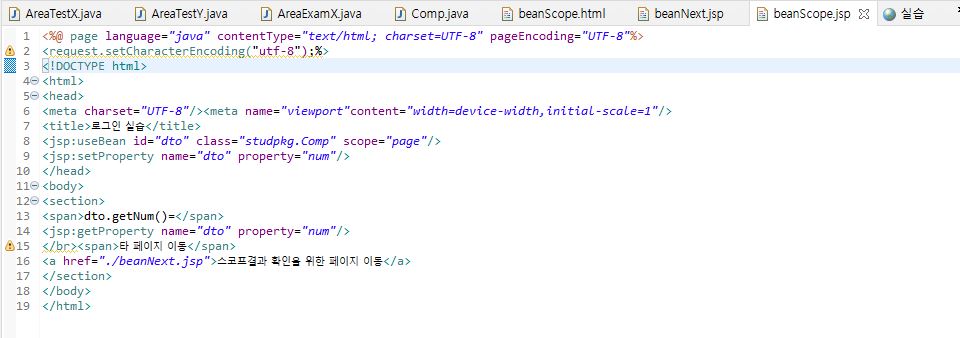 AreaTestX.java AreaTestY.java AreaExamX.java Comp.java beanScope.html beanNext.jsp beanScope.jsp 실습
1 <%@ page language="java" contentType="text/html; charset=UTF-8" pageEncoding="UTF-8"%>
2 <request.setCharacterEncoding("utf-8");%>
3 <!DOCTYPE html>
4 <html>
5 <head>
6 <meta charset="UTF-8"/><meta name="viewport"content="width=device-width,initial-scale=1"/>
7 <title>로그인 실습</title>
8 <jsp:useBean id="dto" class="studpkg.Comp" scope="page"/>
9 <jsp:setProperty name="dto" property="num"/>
10 </head>
11 <body>
12 <section>
13 <span>dto.getNum()=</span>
14 <jsp:getProperty name="dto" property="num"/>
15 </br><span>타 페이지 이동</span>
16 <a href="./beanNext.jsp">스코프결과 확인을 위한 페이지 이동</a>
17 </section>
18 </body>
19 </html>